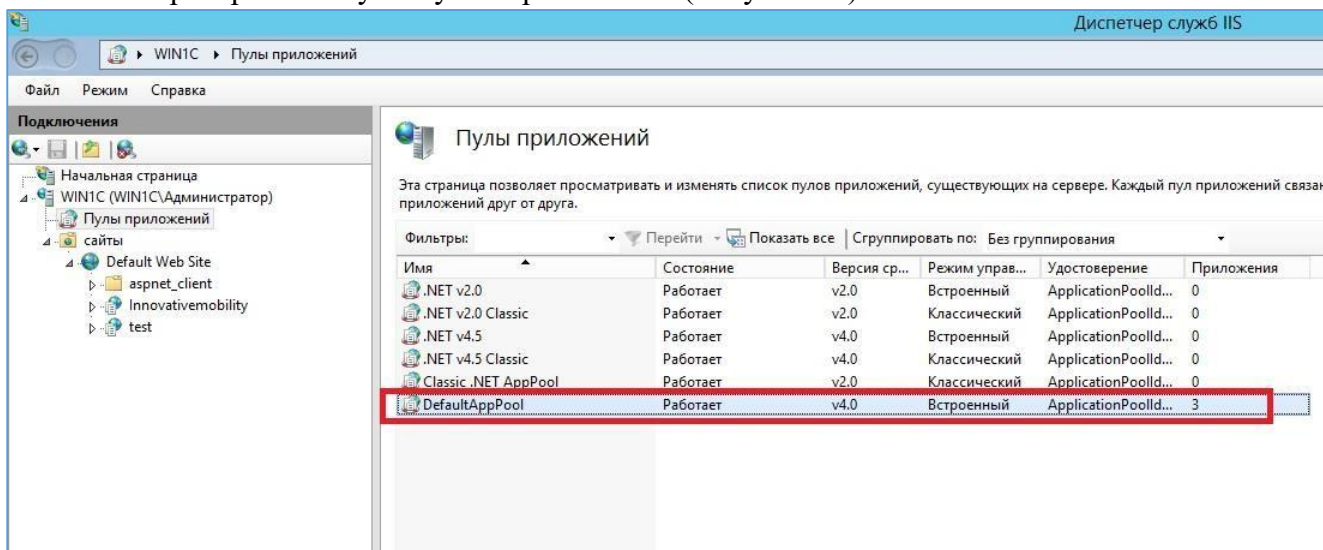 Диспетчер служб IIS
WIN1C Пулы приложений
Файл Режим Справка
Подключения
Начальная страница
WIN1C (WIN1C\Администратор)
Пулы приложений
сайты
Default Web Site
aspnet_client
Innovativemobility
test
Пулы приложений
Эта страница позволяет просматривать и изменять список пулов приложений, существующих на сервере. Каждый пул приложений
приложений друг от друга.
Фильтры: Перейти Показать все Сгруппировать по: Без группирования
Имя Состояние Версия ср... Режим управ... Удостоверение Приложения
.NET v2.0 Работает v2.0 Встроенный ApplicationPoolId... 0
.NET v2.0 Classic Работает v2.0 Классический ApplicationPoolId... 0
.NET v4.5 Работает v4.0 Встроенный ApplicationPoolId... 0
.NET v4.5 Classic Работает v4.0 Классический ApplicationPoolId... 0
Classic .NET AppPool Работает v2.0 Классический ApplicationPoolId... 0
DefaultAppPool Работает v4.0 Встроенный ApplicationPoolId... 3